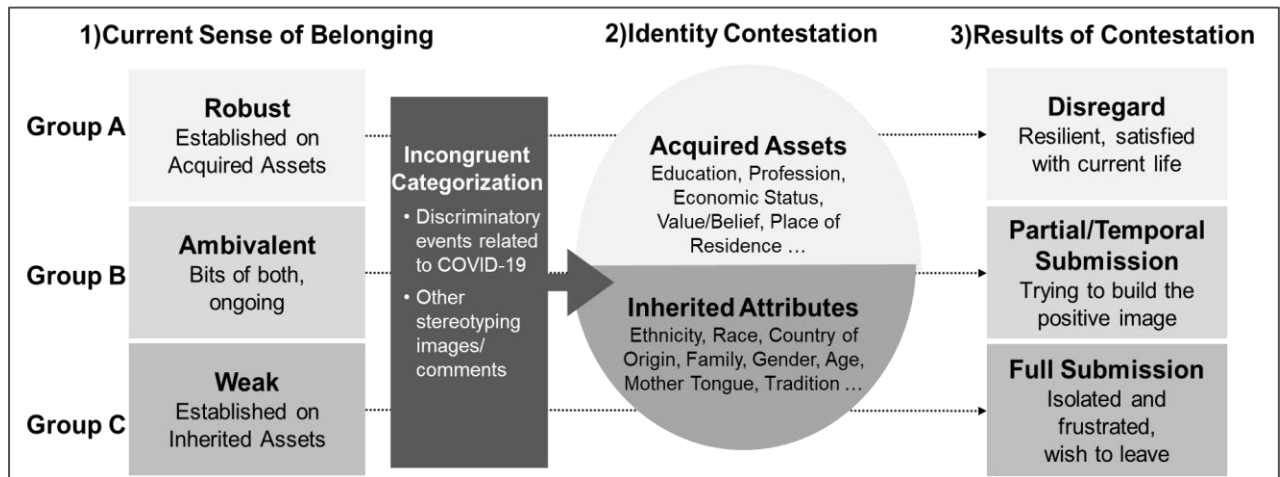 1)Current Sense of Belonging
2)Identity Contestation
3)Results of Contestation
Group A
Robust
Established on
Acquired Assets
Group B
Ambivalent
Bits of both,
ongoing
Group C
Weak
Established on
Inherited Assets
Incongruent
Categorization
• Discriminatory
events related
to COVID-19
• Other
stereotyping
images/
comments
Acquired Assets
Education, Profession,
Economic Status,
Value/Belief, Place of
Residence ...
Inherited Attributes
Ethnicity, Race, Country of
Origin, Family, Gender, Age,
Mother Tongue, Tradition ...
Disregard
Resilient, satisfied
with current life
Partial/Temporal
Submission
Trying to build the
positive image
Full Submission
Isolated and
frustrated,
wish to leave